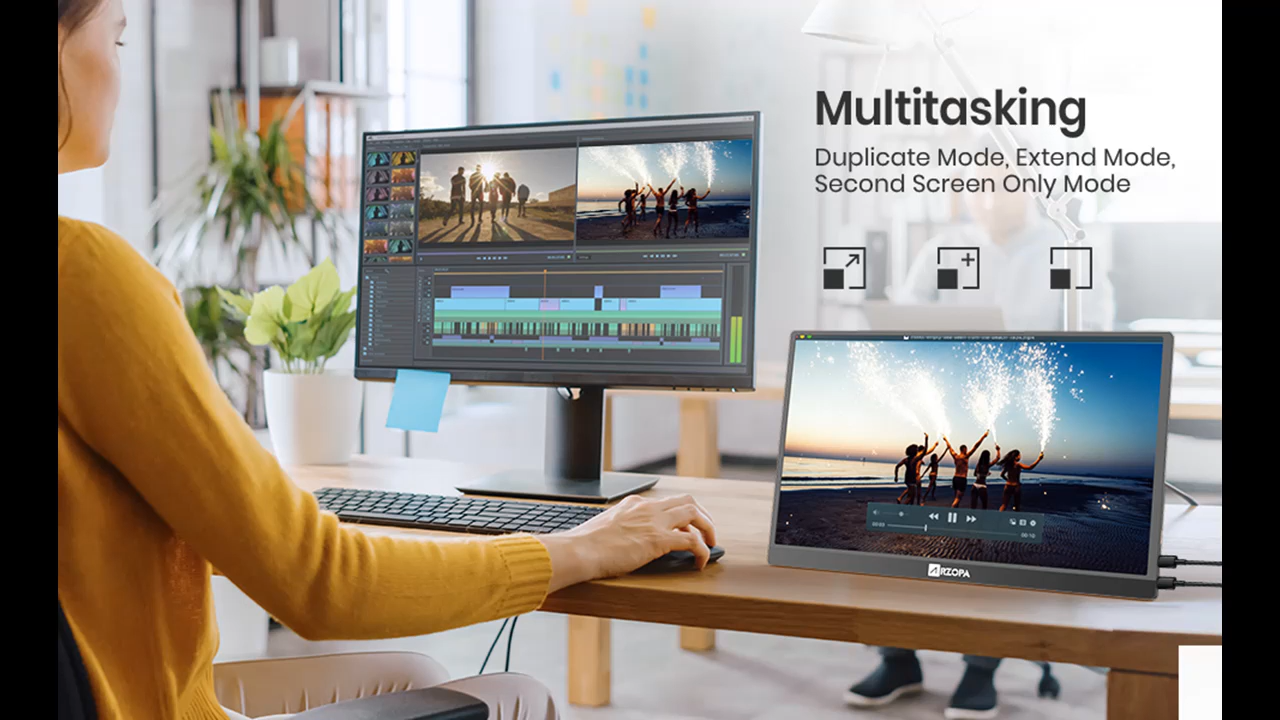 Multitasking
Duplicate Mode, Extend Mode,
Second Screen Only Mode
ARZOPA